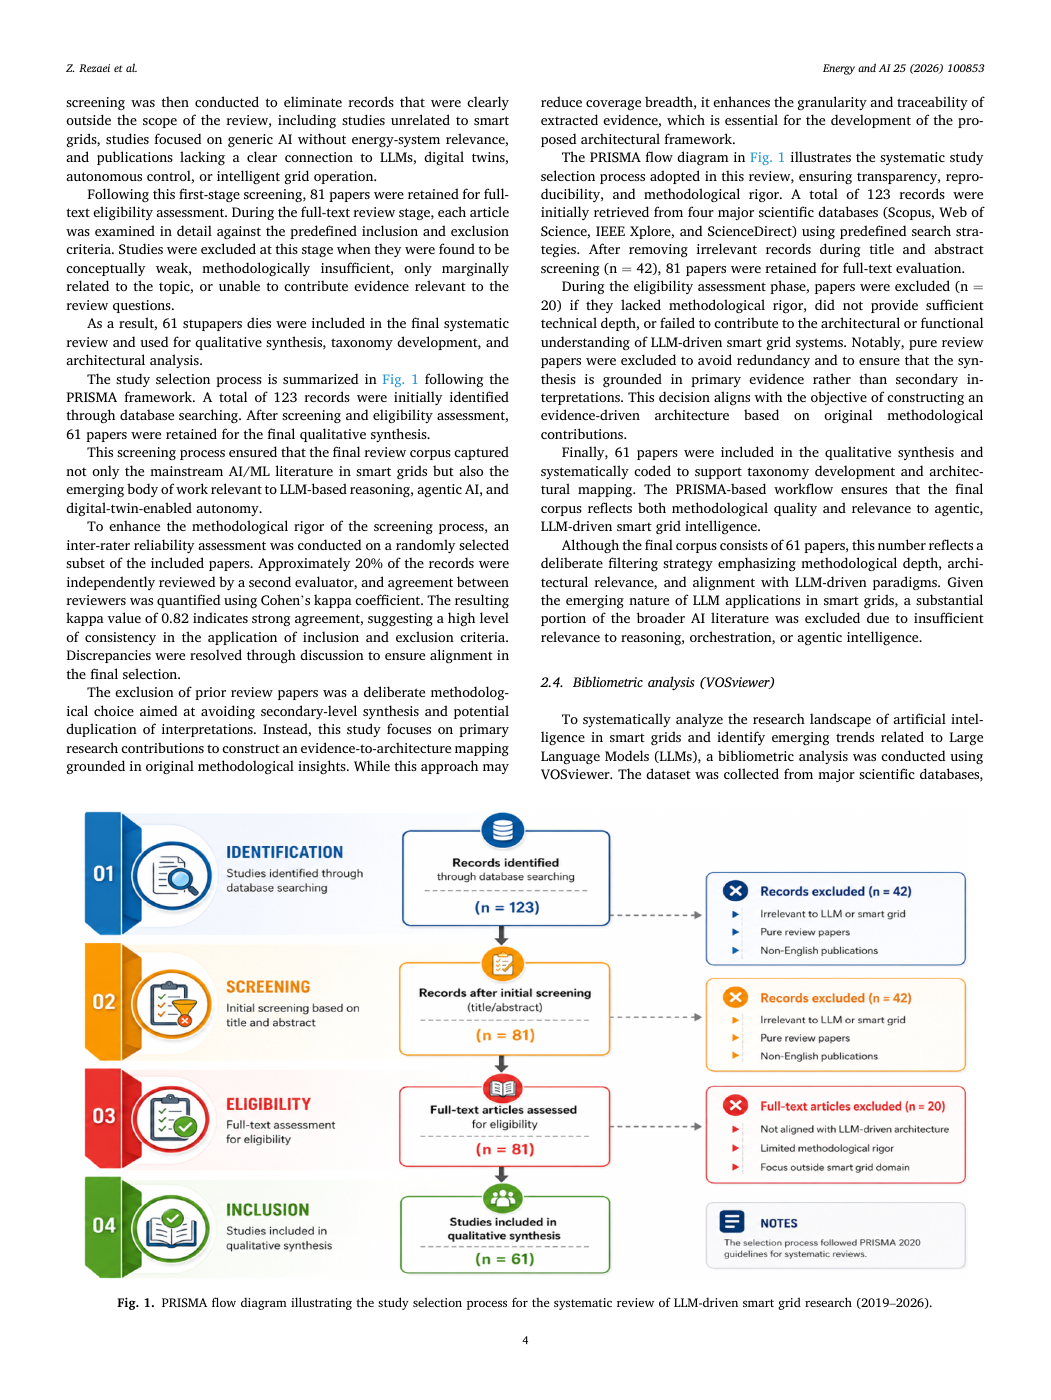 Z. Rezaei et al.
Energy and AI 25 (2026) 100853
screening was then conducted to eliminate records that were clearly
outside the scope of the review, including studies unrelated to smart
grids, studies focused on generic AI without energy-system relevance,
and publications lacking a clear connection to LLMs, digital twins,
autonomous control, or intelligent grid operation.
Following this first-stage screening, 81 papers were retained for full-
text eligibility assessment. During the full-text review stage, each article
was examined in detail against the predefined inclusion and exclusion
criteria. Studies were excluded at this stage when they were found to be
conceptually weak, methodologically insufficient, only marginally
related to the topic, or unable to contribute evidence relevant to the
review questions.
As a result, 61 stupapers dies were included in the final systematic
review and used for qualitative synthesis, taxonomy development, and
architectural analysis.
The study selection process is summarized in Fig. 1 following the
PRISMA framework. A total of 123 records were initially identified
through database searching. After screening and eligibility assessment,
61 papers were retained for the final qualitative synthesis.
This screening process ensured that the final review corpus captured
not only the mainstream AI/ML literature in smart grids but also the
emerging body of work relevant to LLM-based reasoning, agentic AI, and
digital-twin-enabled autonomy.
To enhance the methodological rigor of the screening process, an
inter-rater reliability assessment was conducted on a randomly selected
subset of the included papers. Approximately 20% of the records were
independently reviewed by a second evaluator, and agreement between
reviewers was quantified using Cohen's kappa coefficient. The resulting
kappa value of 0.82 indicates strong agreement, suggesting a high level
of consistency in the application of inclusion and exclusion criteria.
Discrepancies were resolved through discussion to ensure alignment in
the final selection.
The exclusion of prior review papers was a deliberate methodolog-
ical choice aimed at avoiding secondary-level synthesis and potential
duplication of interpretations. Instead, this study focuses on primary
research contributions to construct an evidence-to-architecture mapping
grounded in original methodological insights. While this approach may
reduce coverage breadth, it enhances the granularity and traceability of
extracted evidence, which is essential for the development of the pro-
posed architectural framework.
The PRISMA flow diagram in Fig. 1 illustrates the systematic study
selection process adopted in this review, ensuring transparency, repro-
ducibility, and methodological rigor. A total of 123 records were
initially retrieved from four major scientific databases (Scopus, Web of
Science, IEEE Xplore, and ScienceDirect) using predefined search stra-
tegies. After removing irrelevant records during title and abstract
screening (n = 42), 81 papers were retained for full-text evaluation.
During the eligibility assessment phase, papers were excluded (n =
20) if they lacked methodological rigor, did not provide sufficient
technical depth, or failed to contribute to the architectural or functional
understanding of LLM-driven smart grid systems. Notably, pure review
papers were excluded to avoid redundancy and to ensure that the syn-
thesis is grounded in primary evidence rather than secondary in-
terpretations. This decision aligns with the objective of constructing an
evidence-driven architecture based on original methodological
contributions.
Finally, 61 papers were included in the qualitative synthesis and
systematically coded to support taxonomy development and architec-
tural mapping. The PRISMA-based workflow ensures that the final
corpus reflects both methodological quality and relevance to agentic,
LLM-driven smart grid intelligence.
Although the final corpus consists of 61 papers, this number reflects a
deliberate filtering strategy emphasizing methodological depth, archi-
tectural relevance, and alignment with LLM-driven paradigms. Given
the emerging nature of LLM applications in smart grids, a substantial
portion of the broader AI literature was excluded due to insufficient
relevance to reasoning, orchestration, or agentic intelligence.
2.4. Bibliometric analysis (VOSviewer)
To systematically analyze the research landscape of artificial intel-
ligence in smart grids and identify emerging trends related to Large
Language Models (LLMs), a bibliometric analysis was conducted using
VOSviewer. The dataset was collected from major scientific databases,
01
IDENTIFICATION
Studies identified through
database searching
Records identified
through database searching
(n = 123)
Records excluded (n = 42)
Irrelevant to LLM or smart grid
Pure review papers
Non-English publications
02
SCREENING
Initial screening based on
title and abstract
Records after initial screening
(title/abstract)
(n = 81)
Records excluded (n = 42)
Irrelevant to LLM or smart grid
Pure review papers
Non-English publications
03
ELIGIBILITY
Full-text assessment
for eligibility
Full-text articles assessed
for eligibility
(n = 81)
Full-text articles excluded (n = 20)
Not aligned with LLM-driven architecture
Limited methodological rigor
Focus outside smart grid domain
04
INCLUSION
Studies included in
qualitative synthesis
Studies included in
qualitative synthesis
(n = 61)
NOTES
The selection process followed PRISMA 2020
guidelines for systematic reviews.
Fig. 1. PRISMA flow diagram illustrating the study selection process for the systematic review of LLM-driven smart grid research (2019–2026).
4